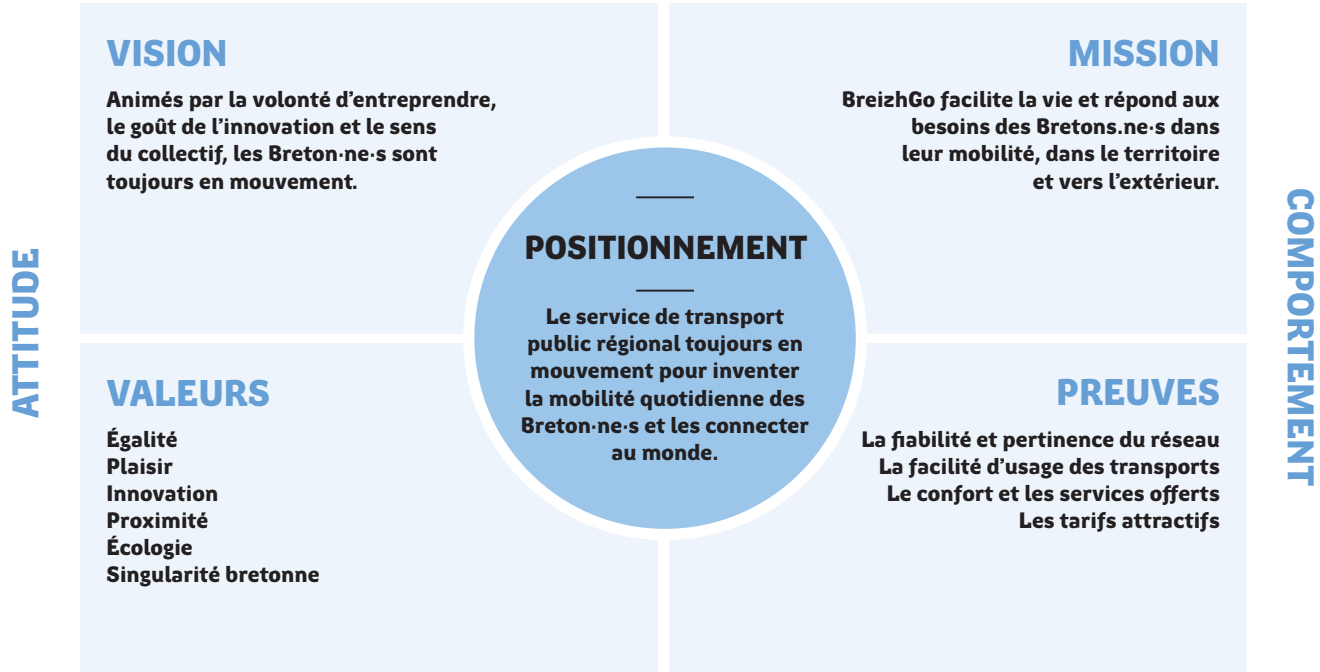 VISION
Animés par la volonté d'entreprendre,
le goût de l'innovation et le sens
du collectif, les Breton·ne·s sont
toujours en mouvement.
MISSION
BreizhGo facilite la vie et répond aux
besoins des Bretons.ne·s dans
leur mobilité, dans le territoire
et vers l'extérieur.
ATTITUDE
POSITIONNEMENT
Le service de transport
public régional toujours en
mouvement pour inventer
la mobilité quotidienne des
Breton·ne·s et les connecter
au monde.
COMPORTEMENT
VALEURS
Égalité
Plaisir
Innovation
Proximité
Écologie
Singularité bretonne
PREUVES
La fiabilité et pertinence du réseau
La facilité d'usage des transports
Le confort et les services offerts
Les tarifs attractifs